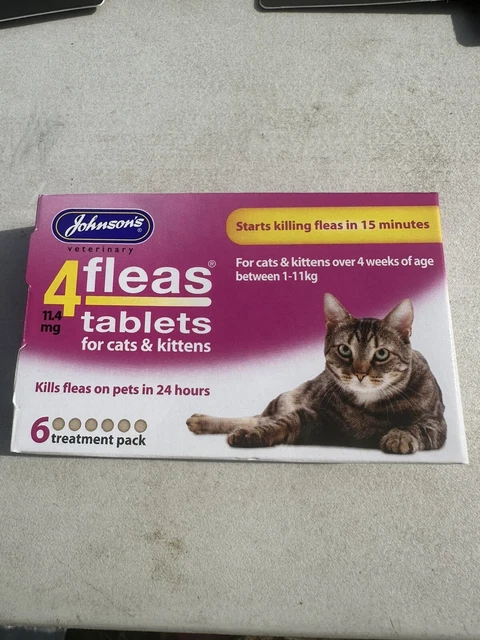 Johnson's
veterinary
4fleas®
11.4
mg
tablets
for cats & kittens
Kills fleas on pets in 24 hours
6
treatment pack
Starts killing fleas in 15 minutes
For cats & kittens over 4 weeks of age
between 1-11kg